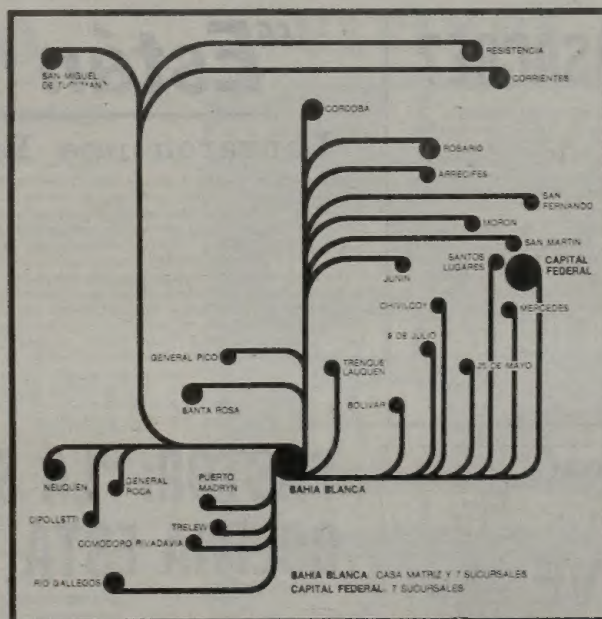 RESISTENCIA
SAN MIGUEL
DE TUCUMAN
CORRIENTES
CORDOBA
ROSARIO
ARRECIFES
SAN
FERNANDO
MORON
SAN MARTIN
SANTOS
LUGARES
CAPITAL
FEDERAL
JUNIN
CHIVILCOY
MERCEDES
9 DE JULIO
GENERAL PICO
TRENQUE
LAUQUEN
25 DE MAYO
SANTA ROSA
BOLIVAR
NEUQUEN
GENERAL
ROCA
PUERTO
MADRYN
BAHIA BLANCA
CIPOLLETTI
TRELEW
COMODORO RIVADAVIA
RIO GALLEGOS
BAHIA BLANCA: CASA MATRIZ Y 7 SUCURSALES
CAPITAL FEDERAL: 7 SUCURSALES